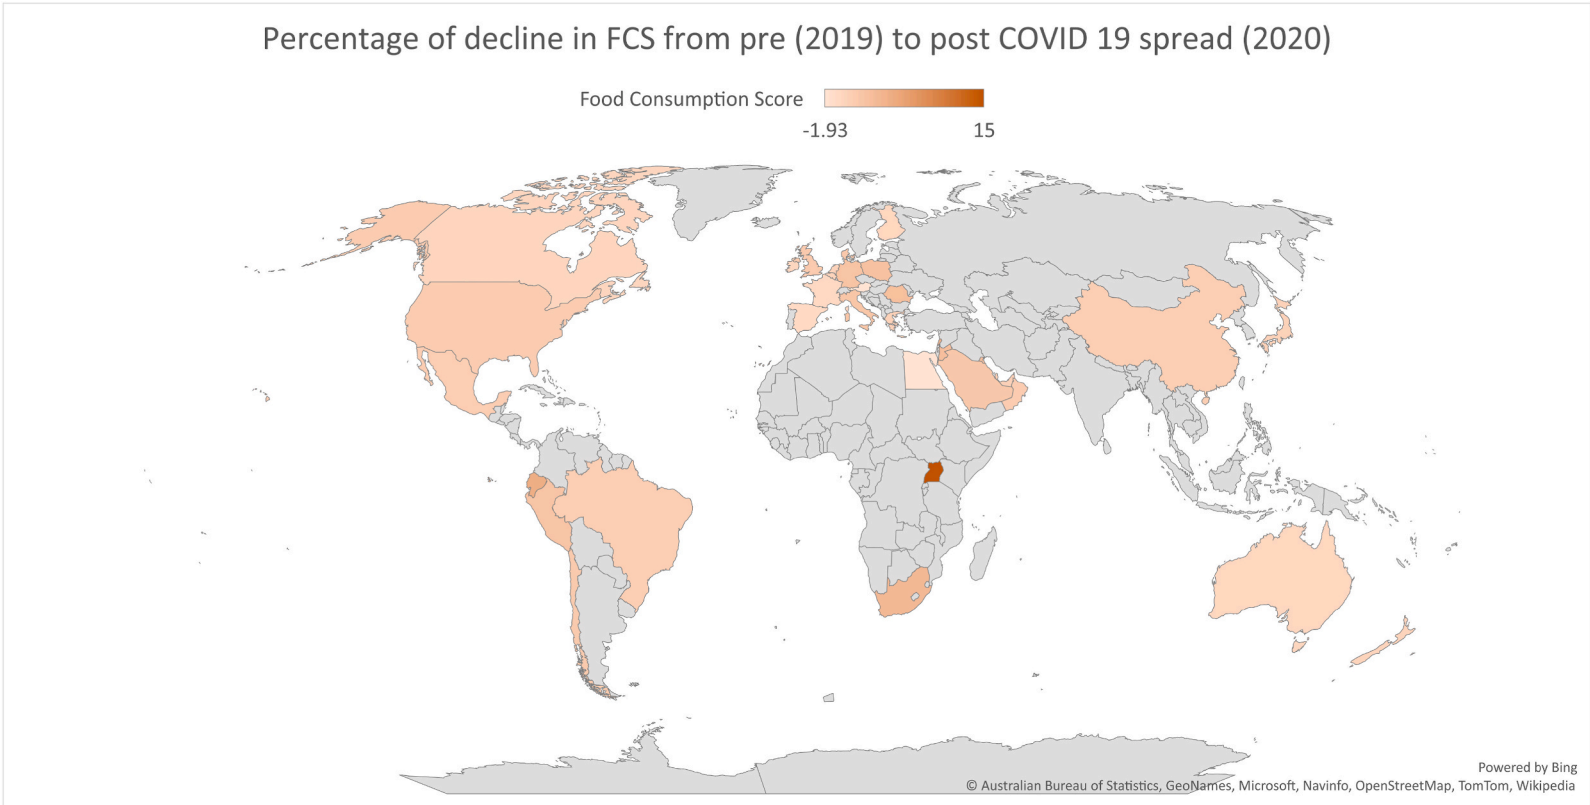 Percentage of decline in FCS from pre (2019) to post COVID 19 spread (2020)
Food Consumption Score
-1.93 15
Powered by Bing
© Australian Bureau of Statistics, GeoNames, Microsoft, Navinfo, OpenStreetMap, TomTom, Wikipedia